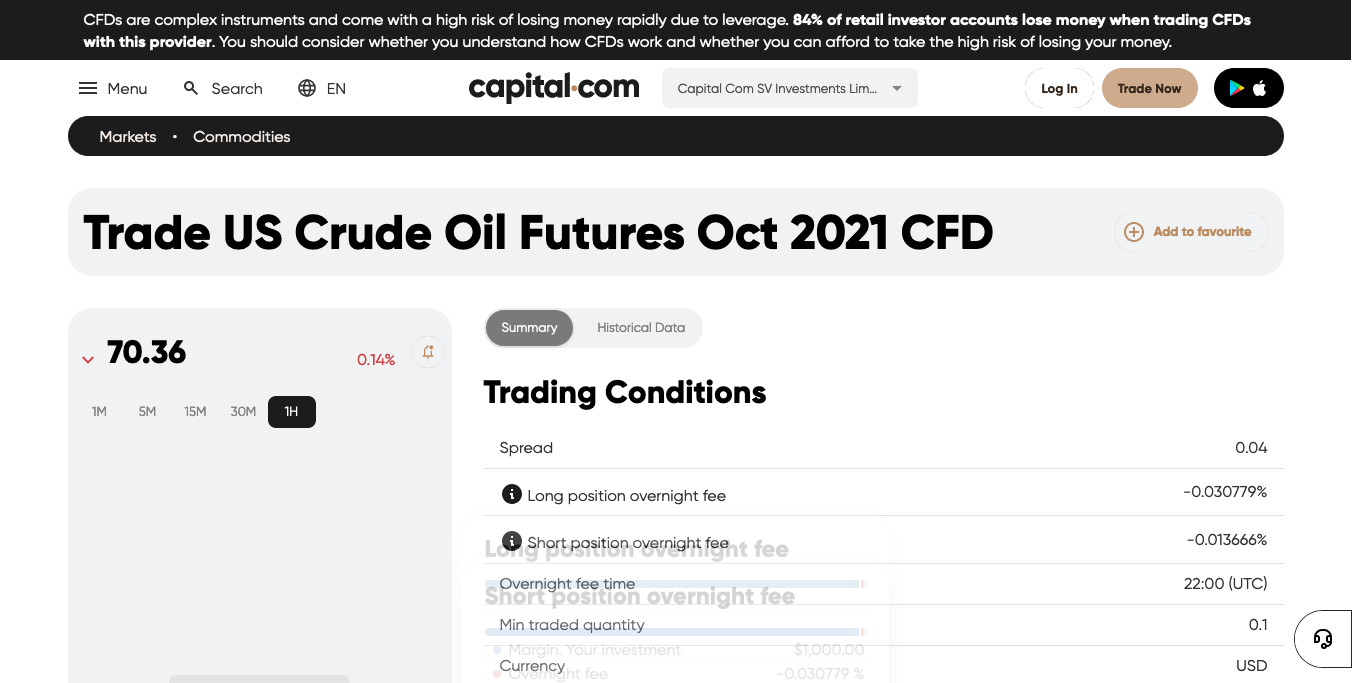 CFDs are complex instruments and come with a high risk of losing money rapidly due to leverage. 84% of retail investor accounts lose money when trading CFDs
with this provider. You should consider whether you understand how CFDs work and whether you can afford to take the high risk of losing your money.
Menu Search EN capital.com Capital Com SV Investments Lim... Log In Trade Now
Markets • Commodities
Trade US Crude Oil Futures Oct 2021 CFD Add to favourite
70.36 0.14%
1M 5M 15M 30M 1H
Summary Historical Data
Trading Conditions
Spread 0.04
Long position overnight fee -0.030779%
Short position overnight fee -0.013666%
Long position overnight fee
Overnight fee time 22:00 (UTC)
Short position overnight fee
Min traded quantity 0.1
Margin. Your investment $1,000.00
Currency USD
Overnight fee -0.030779 %